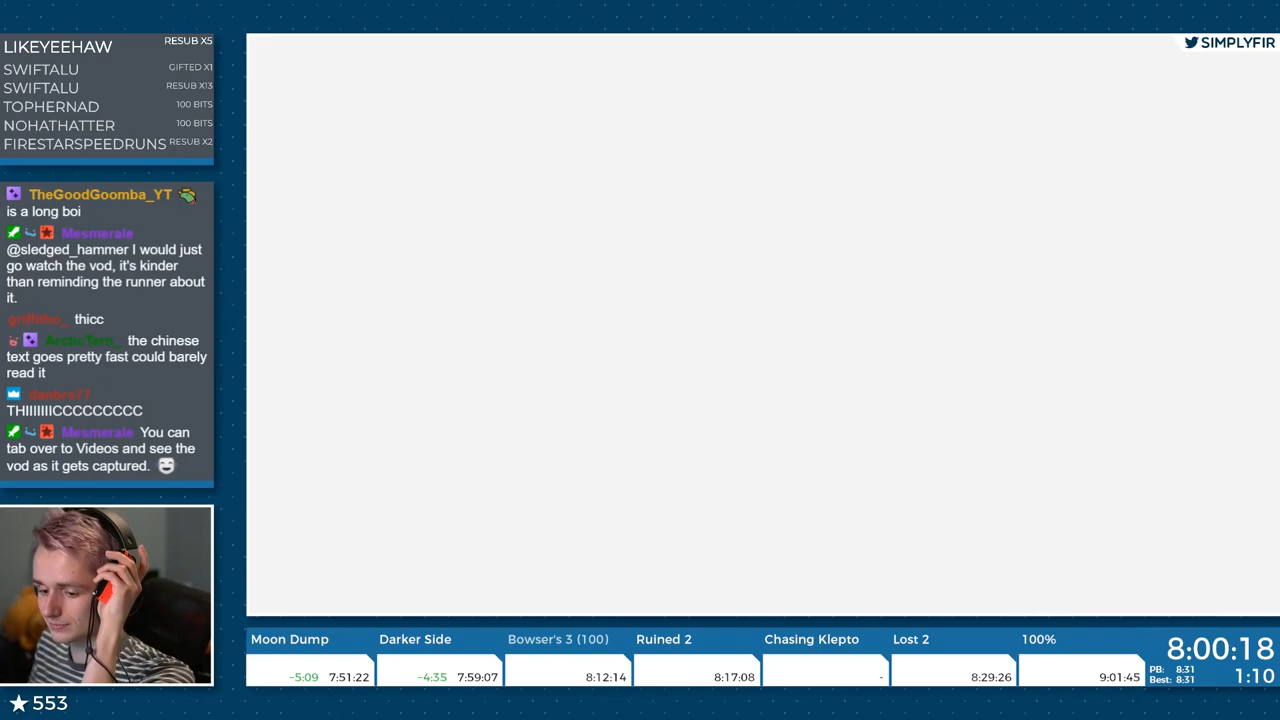 LIKEYEEHAW RESUB X5
SWIFTALU GIFTED X1
SWIFTALU RESUB X13
TOPHERNAD 100 BITS
NOHATHATTER 100 BITS
FIRESTARSPEEDRUNS RESUB X2
TheGoodGoomba_YT
is a long boi
Mesmerale
@sledged_hammer I would just
go watch the vod, it's kinder
than reminding the runner about
it.
griffitho_ thicc
ArcticTern_ the chinese
text goes pretty fast could barely
read it
danbro77
THIIIIIIICCCCCCCCC
Mesmerale You can
tab over to Videos and see the
vod as it gets captured.
553
SIMPLYFIR
Moon Dump Darker Side Bowser's 3 (100) Ruined 2 Chasing Klepto Lost 2 100%
-5:09 7:51:22 -4:35 7:59:07 8:12:14 8:17:08 - 8:29:26 9:01:45
8:00:18
PB: 8:31
Best: 8:31
1:10